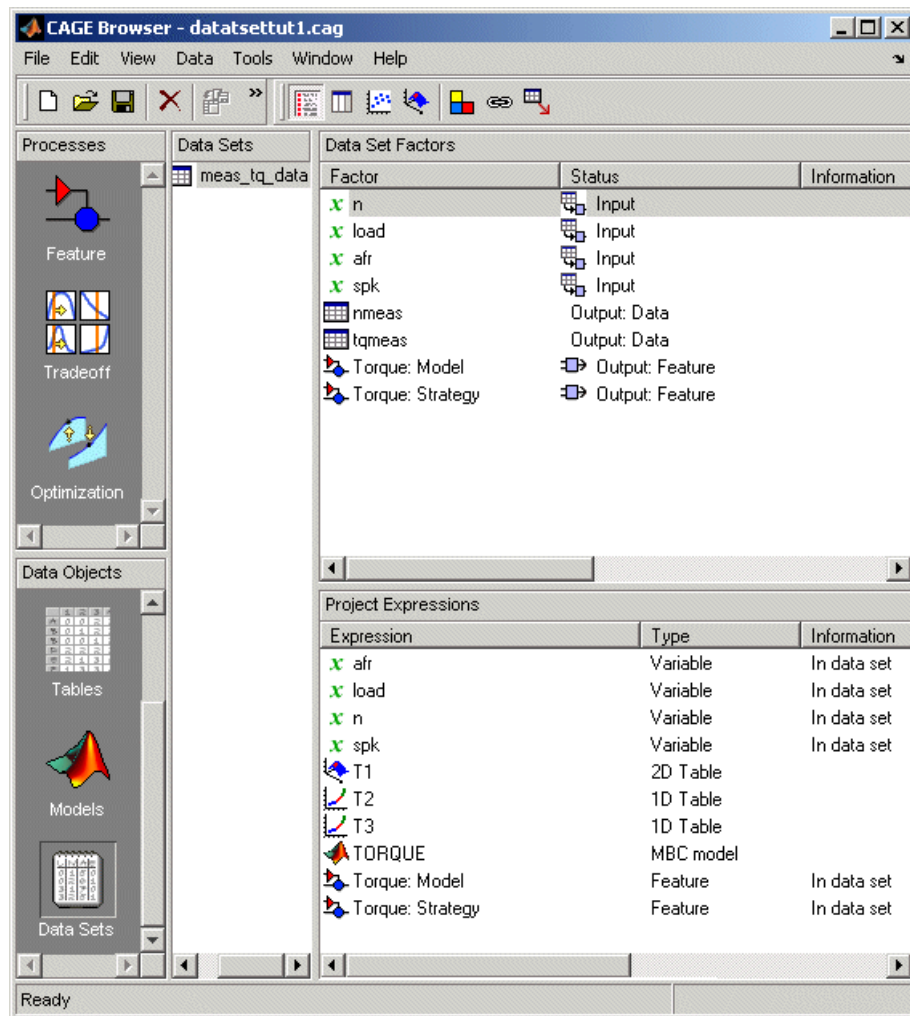 CAGE Browser - datatsettut1.cag
File Edit View Data Tools Window Help
Processes
Feature
Tradeoff
Optimization
Data Objects
Tables
Models
Data Sets
Data Sets
meas_tq_data
Data Set Factors
Factor Status Information
n Input
load Input
afr Input
spk Input
nmeas Output: Data
tqmeas Output: Data
Torque: Model Output: Feature
Torque: Strategy Output: Feature
Project Expressions
Expression Type Information
afr Variable In data set
load Variable In data set
n Variable In data set
spk Variable In data set
T1 2D Table
T2 1D Table
T3 1D Table
TORQUE MBC model
Torque: Model Feature In data set
Torque: Strategy Feature In data set
Ready